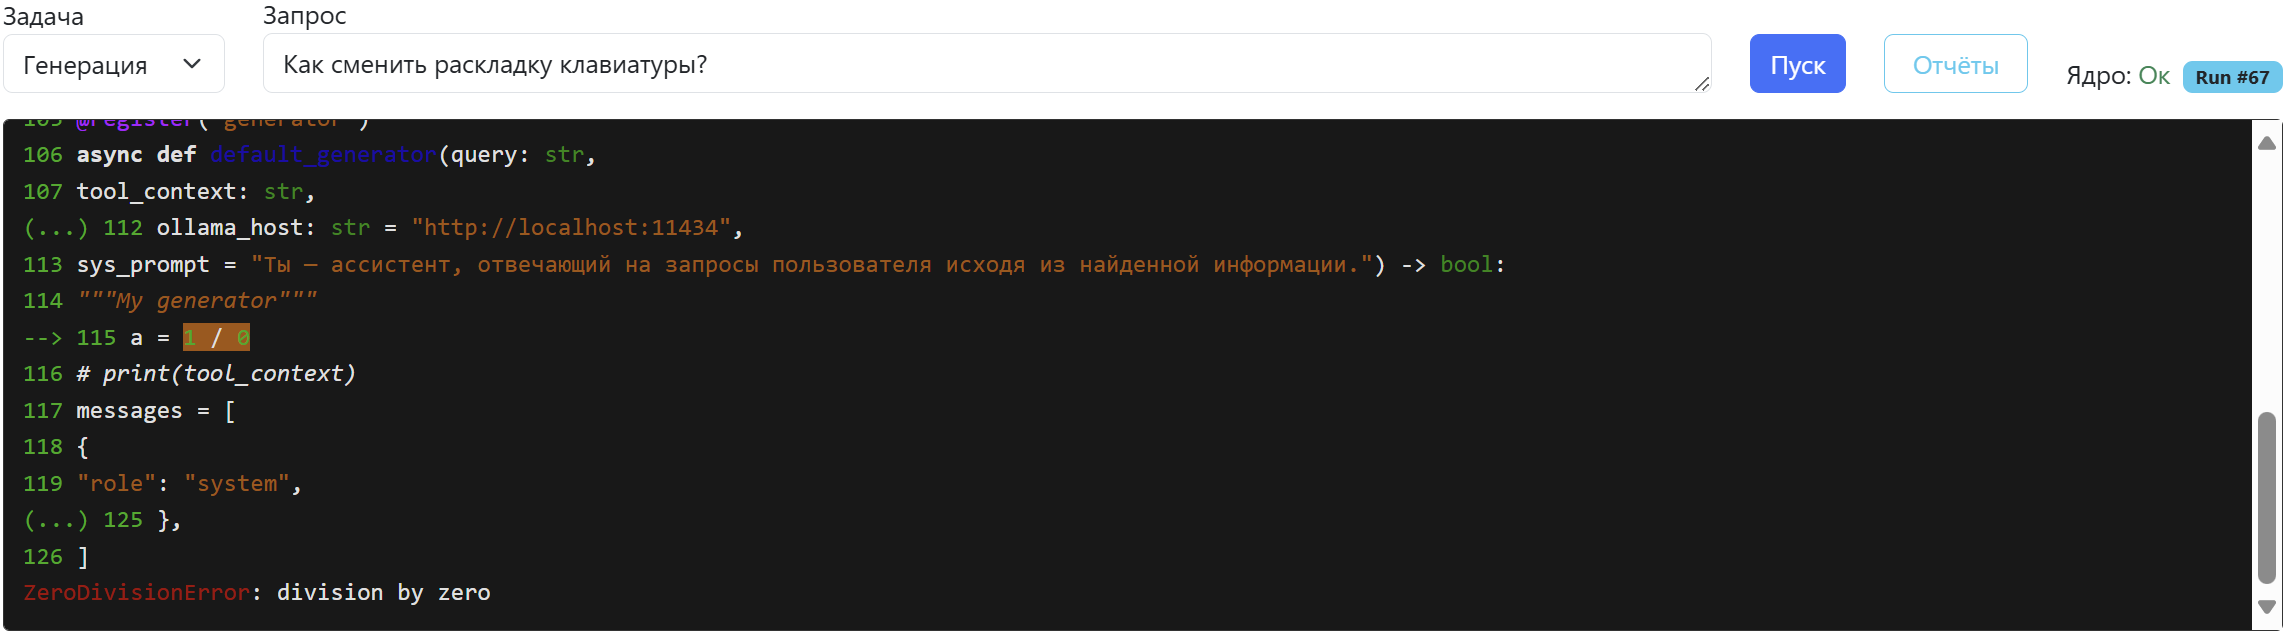 Задача
Запрос
Генерация
Как сменить раскладку клавиатуры?
Пуск
Отчёты
Ядро: Ок
Run #67
105 @register("generator")
106 async def default_generator(query: str,
107 tool_context: str,
(...) 112 ollama_host: str = "http://localhost:11434",
113 sys_prompt = "Ты — ассистент, отвечающий на запросы пользователя исходя из найденной информации.") -> bool:
114 """My generator"""
--> 115 a = 1 / 0
116 # print(tool_context)
117 messages = [
118 {
119 "role": "system",
(...) 125 },
126 ]
ZeroDivisionError: division by zero